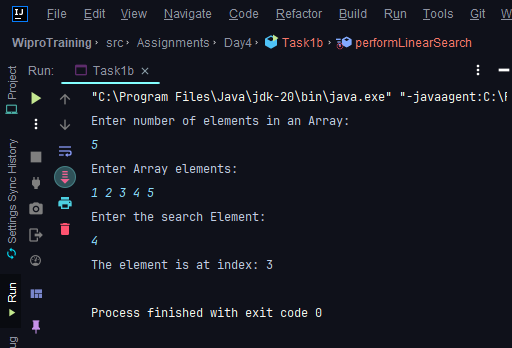 IJ File Edit View Navigate Code Refactor Build Run Tools Git W
WiproTraining › src › Assignments › Day4 › Task1b › performLinearSearch
Project
Run: Task1b ×
"C:\Program Files\Java\jdk-20\bin\java.exe" "-javaagent:C:\
Enter number of elements in an Array:
5
Enter Array elements:
1 2 3 4 5
Enter the search Element:
4
The element is at index: 3
Process finished with exit code 0
Settings Sync History
Run